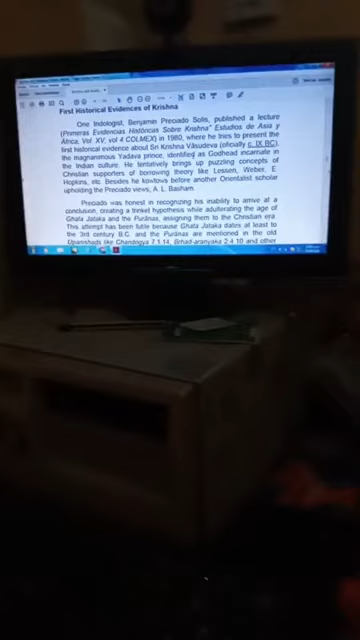 First Historical Evidences of Krishna
One Indologist, Benjamin Preciado Solis, published a lecture
(Primeras Evidencias Históricas Sobre Krishna" Estudios de Asia y
África, Vol XV; vol 4 COLMEX) in 1980, where he tries to present the
first historical evidence about Sri Krishna Vāsudeva (oficially c. IX BC),
the magnanimous Yadava prince, identified as Godhead incarnate in
the Indian culture. He tentatively brings up puzzling concepts of
Christian supporters of borrowing theory like Lessen, Weber, E.
Hopkins, etc. Besides he kowtows before another Orientalist scholar
upholding the Preciado views, A. L. Basham.
Preciado was honest in recognizing his inability to arrive at a
conclusion, creating a trinket hypothesis while adulterating the age of
Ghata Jataka and the Purānas, assigning them to the Christian era.
This attempt has been futile because Ghata Jataka dates at least to
the 3rd century B.C. and the Purānas are mentioned in the old
Upanishads like Chandogya 7.1.14, Brihad-aranyaka 2.4.10 and other